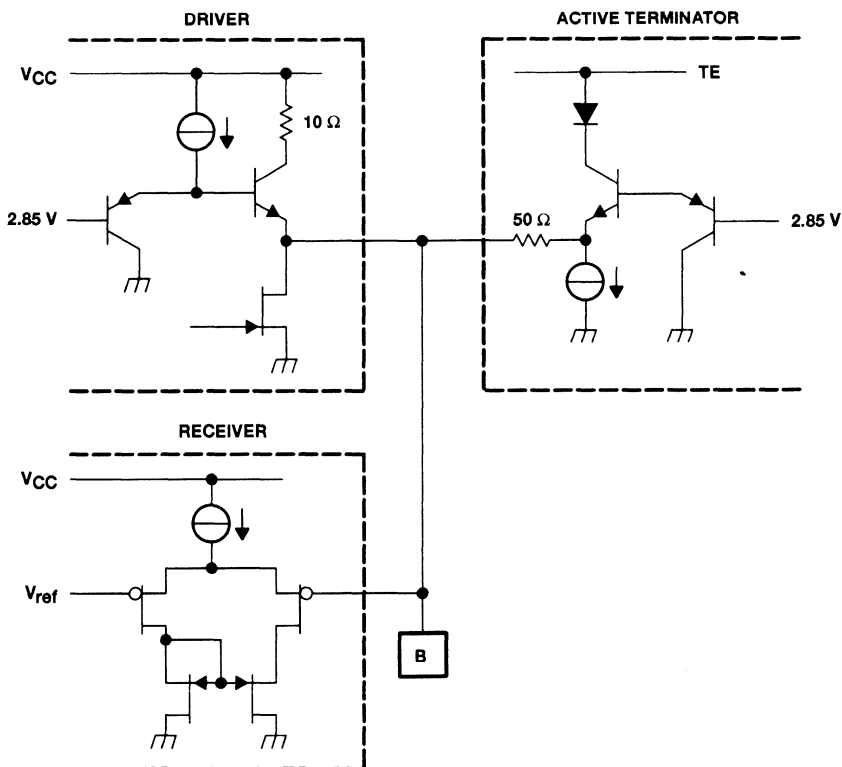 DRIVER
ACTIVE TERMINATOR
VCC
TE
10 Ω
2.85 V
50 Ω
2.85 V
RECEIVER
VCC
Vref
B